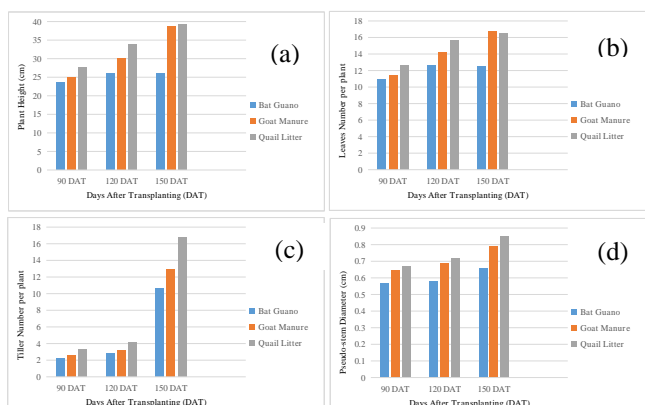 (a)
Plant Height (cm)
40
35
30
25
20
15
10
5
0
90 DAT 120 DAT 150 DAT
Days After Transplanting (DAT)
Bat Guano
Goat Manure
Quail Litter
(b)
Leaves Number per plant
18
16
14
12
10
8
6
4
2
0
90 DAT 120 DAT 150 DAT
Days After Transplanting (DAT)
Bat Guano
Goat Manure
Quail Litter
(c)
Tiller Number per plant
18
16
14
12
10
8
6
4
2
0
90 DAT 120 DAT 150 DAT
Days After Transplanting (DAT)
Bat Guano
Goat Manure
Quail Litter
(d)
Pseudo-stem Diameter (cm)
0.9
0.8
0.7
0.6
0.5
0.4
0.3
0.2
0.1
0
90 DAT 120 DAT 150 DAT
Days After Transplanting (DAT)
Bat Guano
Goat Manure
Quail Litter